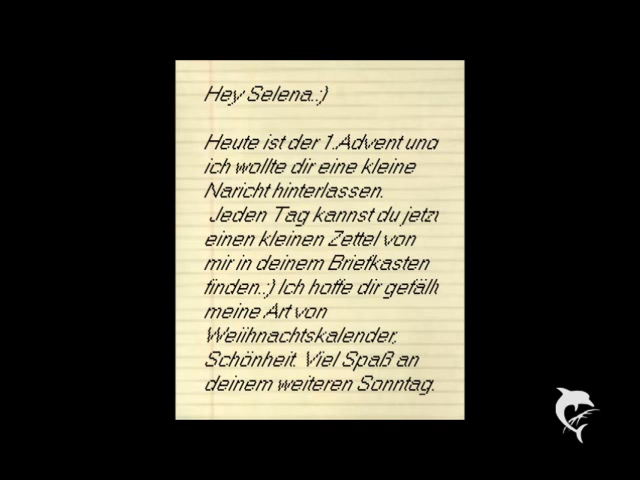 Hey Selena.:)
Heute ist der 1.Advent und
ich wollte dir eine kleine
Naricht hinterlassen.
Jeden Tag kannst du jetzt
einen kleinen Zettel von
mir in deinem Briefkasten
finden.:) Ich hoffe dir gefällt
meine Art von
Weiihnachtskalender,
Schönheit. Viel Spaß an
deinem weiteren Sonntag.